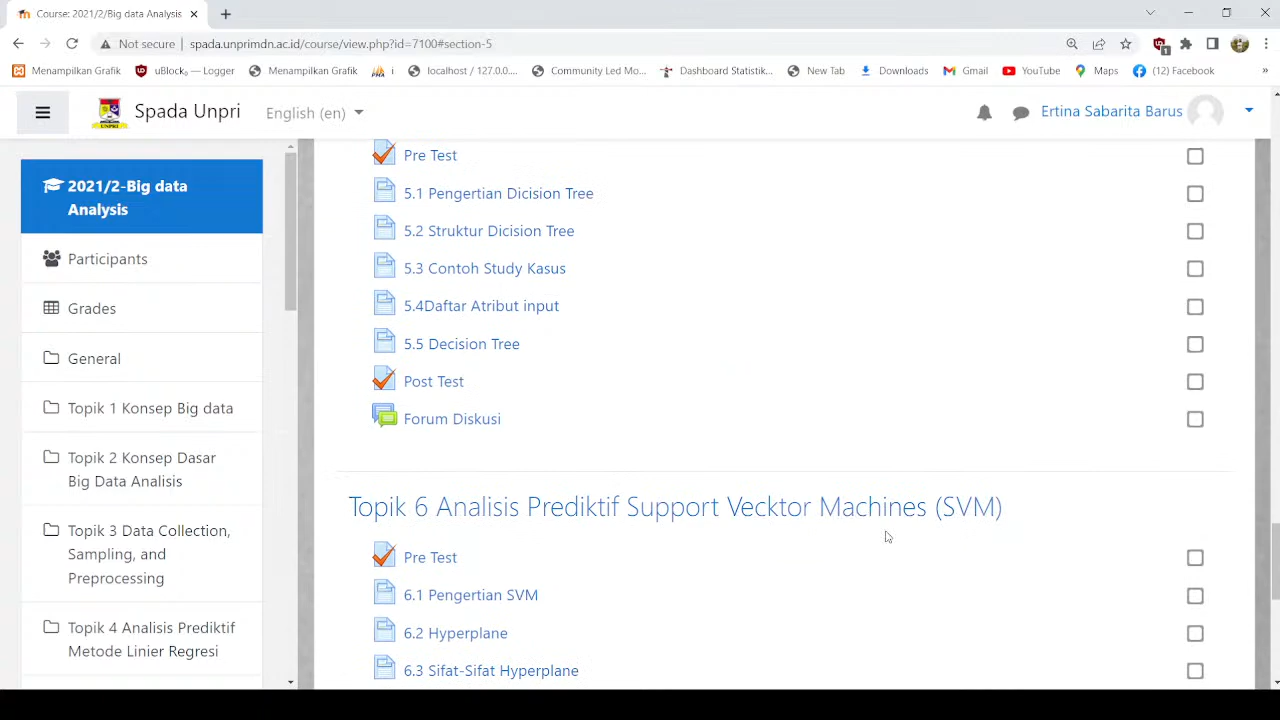 Course: 2021/2/Big data Analysis
Not secure
spada.unprimdn.ac.id/course/view.php?id=7100#section-5
1
Menampilkan Grafik
uBlock₀ — Logger
Menampilkan Grafik
PMA
i
localhost / 127.0.0....
Community Led Mo...
Dashboard Statistik...
New Tab
Downloads
Gmail
YouTube
Maps
(12) Facebook
»
UNPRI
Spada Unpri
English (en)
Ertina Sabarita Barus
2021/2-Big data
Analysis
Participants
Grades
General
Topik 1 Konsep Big data
Topik 2 Konsep Dasar
Big Data Analisis
Topik 3 Data Collection,
Sampling, and
Preprocessing
Topik 4 Analisis Prediktif
Metode Linier Regresi
Pre Test
5.1 Pengertian Dicision Tree
5.2 Struktur Dicision Tree
5.3 Contoh Study Kasus
5.4Daftar Atribut input
5.5 Decision Tree
Post Test
Forum Diskusi
Topik 6 Analisis Prediktif Support Vecktor Machines (SVM)
Pre Test
6.1 Pengertian SVM
6.2 Hyperplane
6.3 Sifat-Sifat Hyperplane